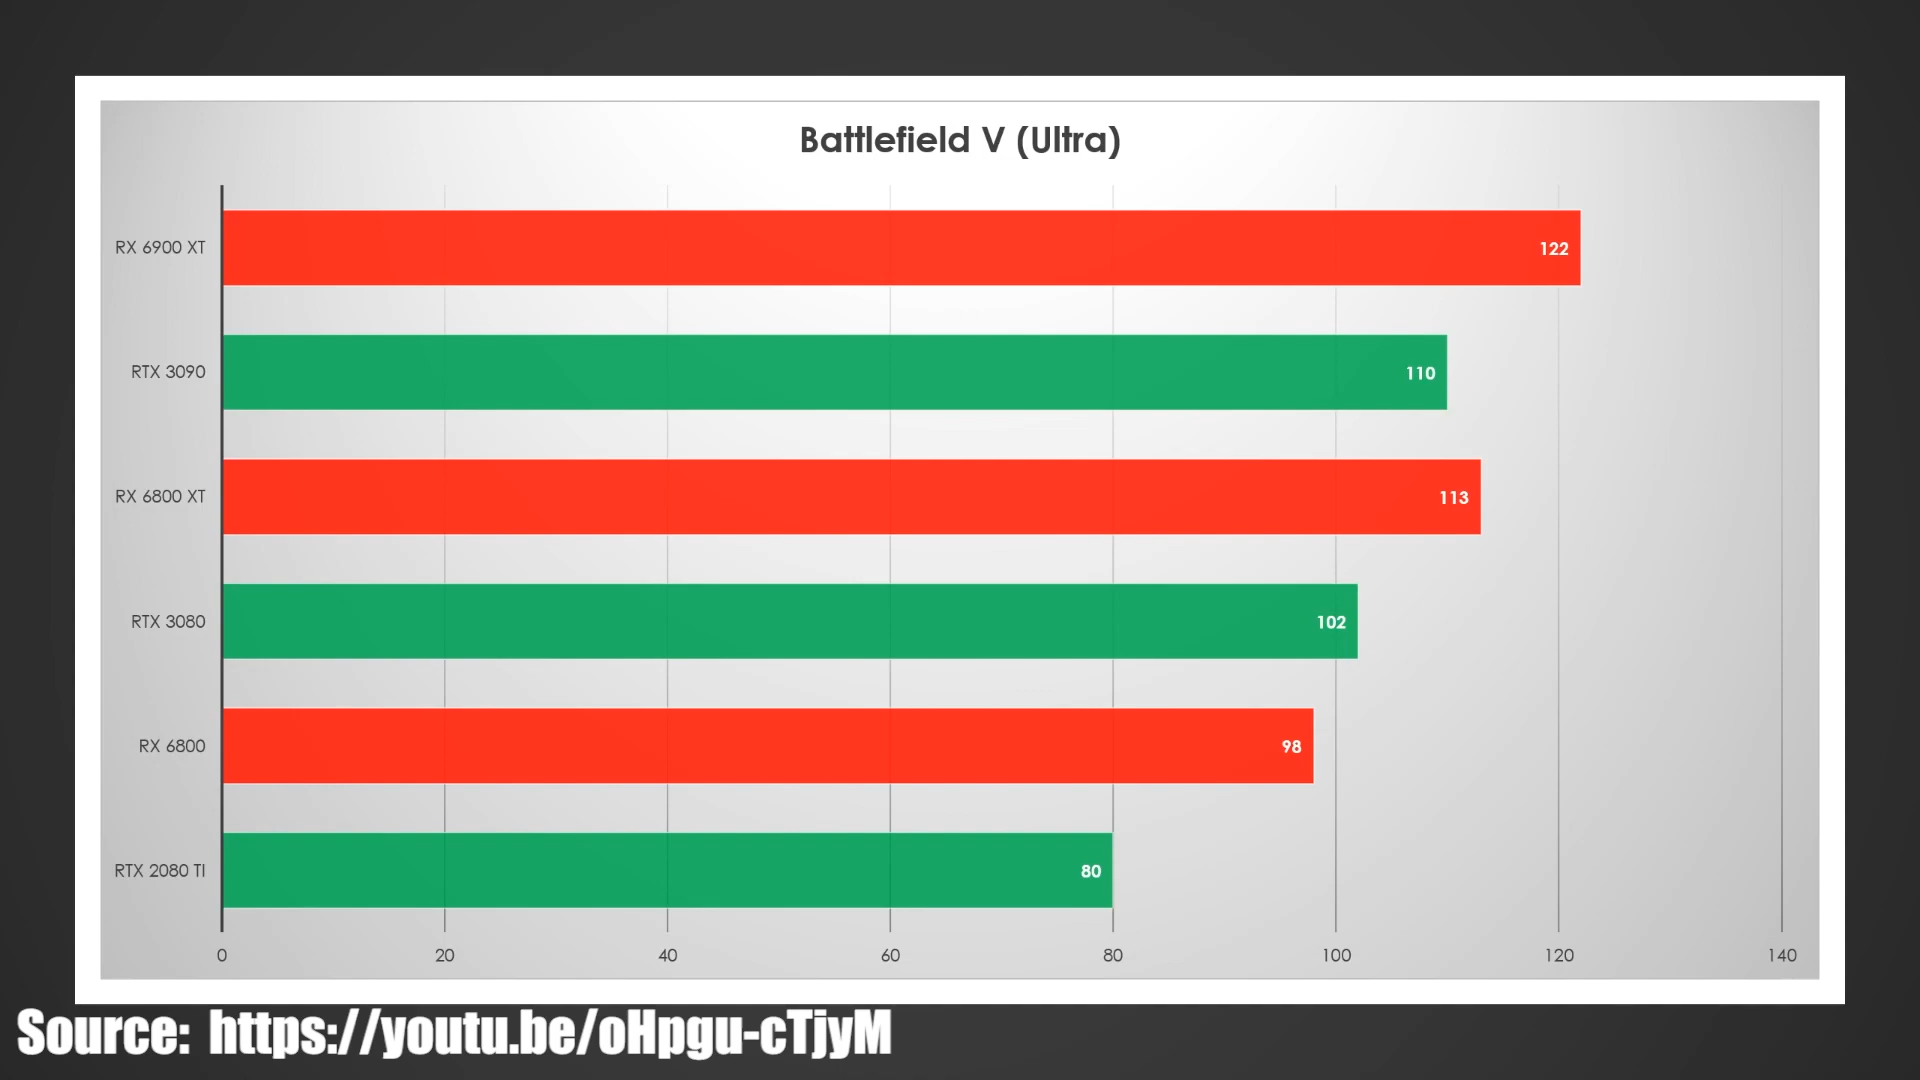 Battlefield V (Ultra)
RX 6900 XT 122
RTX 3090 110
RX 6800 XT 113
RTX 3080 102
RX 6800 98
RTX 2080 TI 80
0 20 40 60 80 100 120 140
Source: https://youtu.be/oHpgu-cTjyM